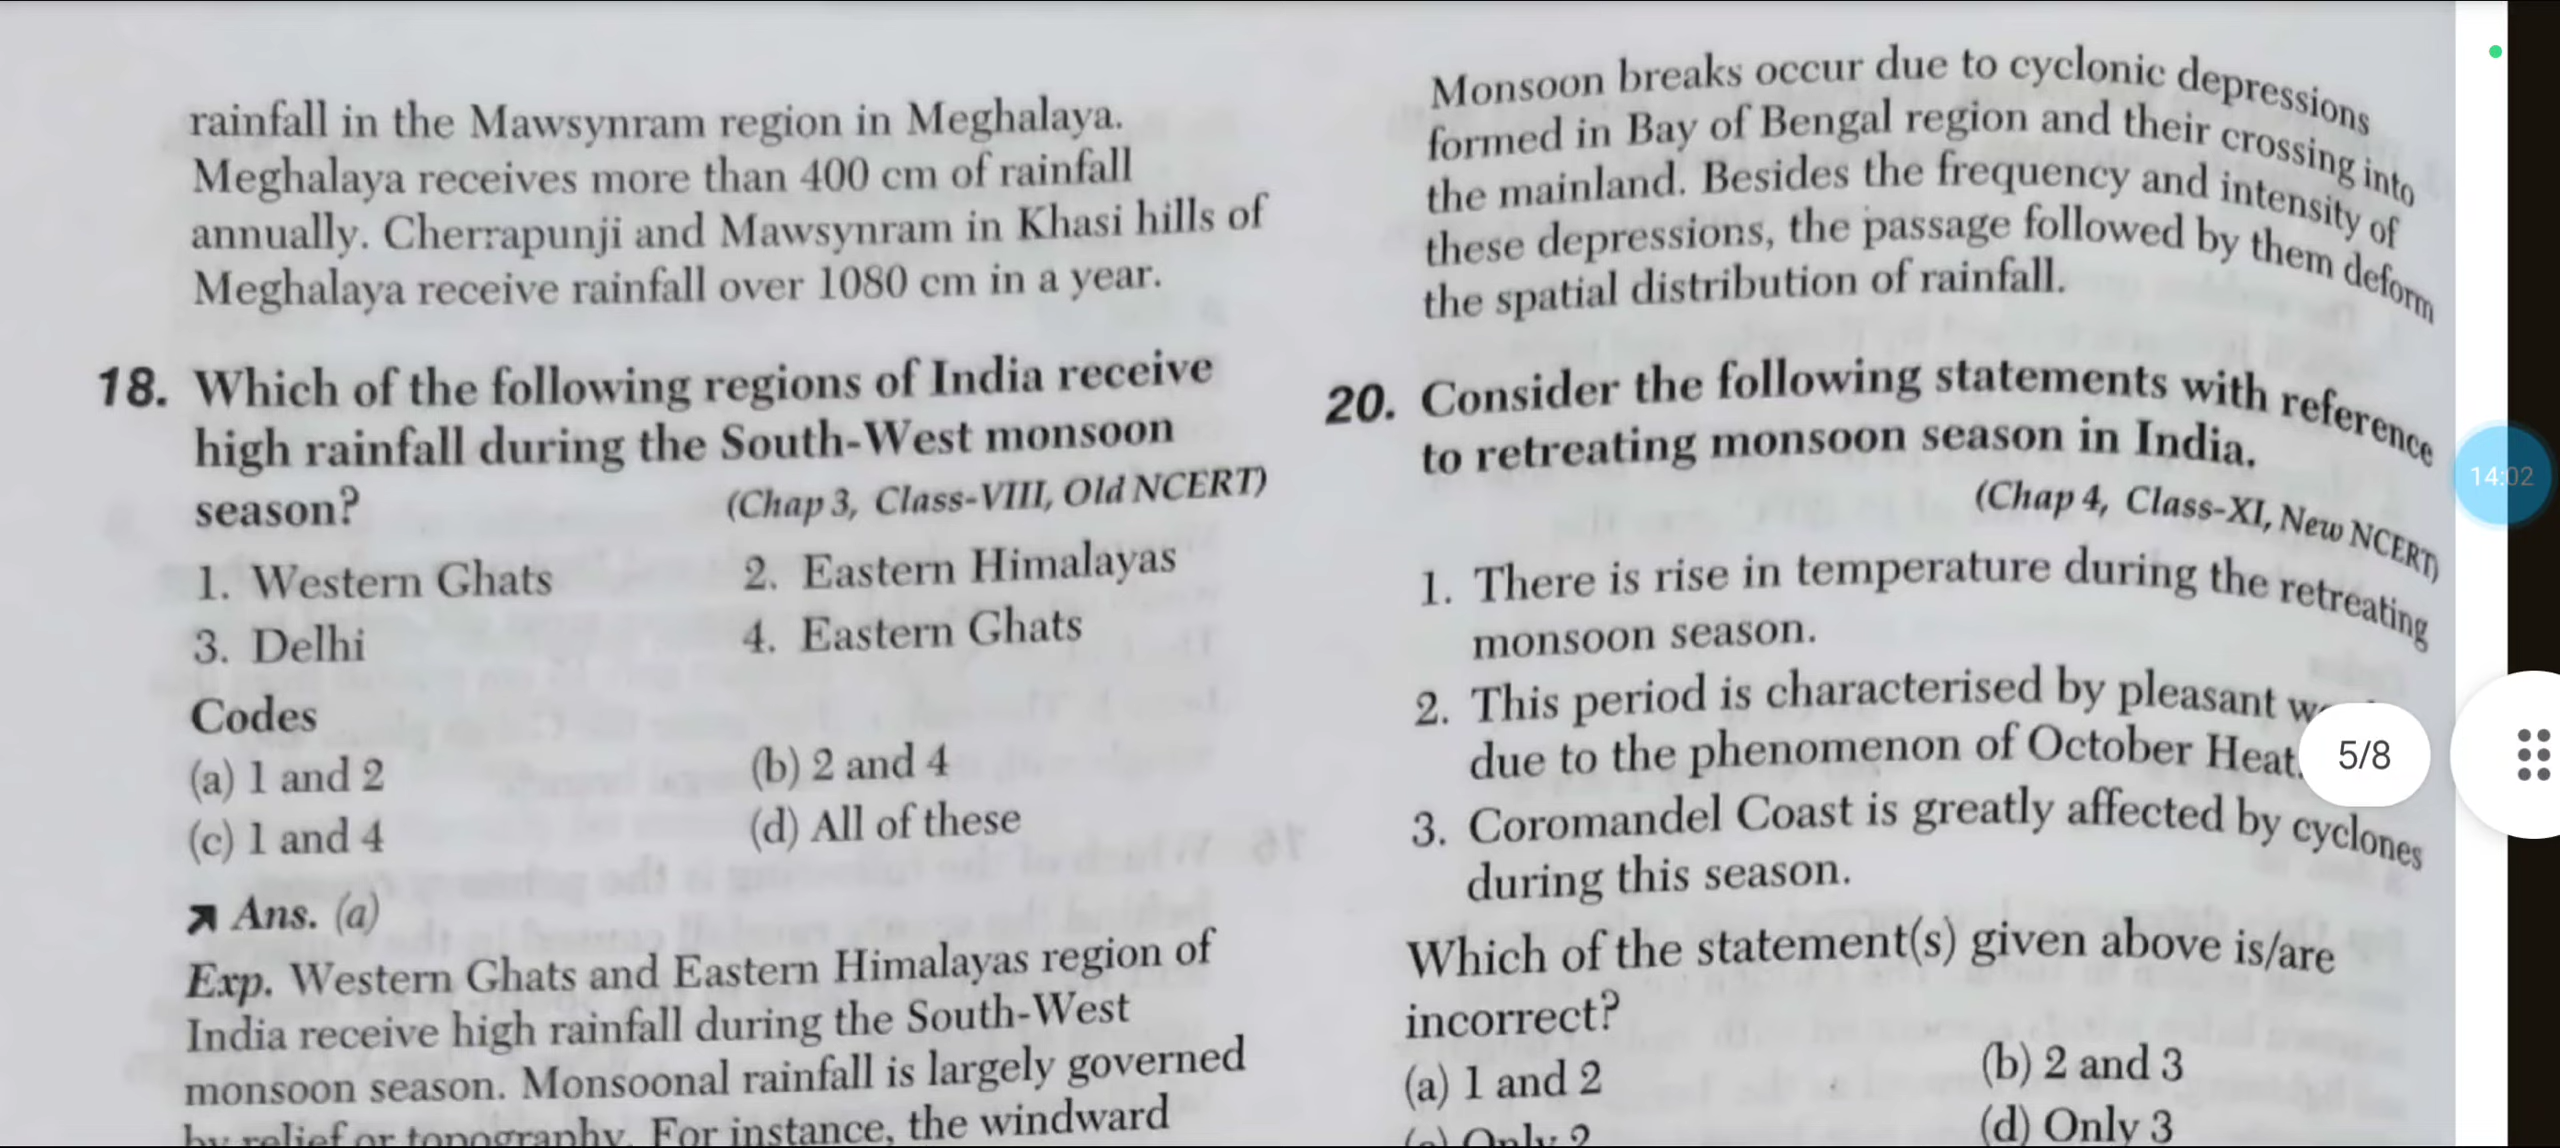 rainfall in the Mawsynram region in Meghalaya.
Meghalaya receives more than 400 cm of rainfall
annually. Cherrapunji and Mawsynram in Khasi hills of
Meghalaya receive rainfall over 1080 cm in a year.
18. Which of the following regions of India receive
high rainfall during the South-West monsoon
season? (Chap 3, Class-VIII, Old NCERT)
1. Western Ghats 2. Eastern Himalayas
3. Delhi 4. Eastern Ghats
Codes
(a) 1 and 2 (b) 2 and 4
(c) 1 and 4 (d) All of these
Ans. (a)
Exp. Western Ghats and Eastern Himalayas region of
India receive high rainfall during the South-West
monsoon season. Monsoonal rainfall is largely governed
by relief or topography. For instance, the windward
Monsoon breaks occur due to cyclonic depressions
formed in Bay of Bengal region and their crossing into
the mainland. Besides the frequency and intensity of
these depressions, the passage followed by them deform
the spatial distribution of rainfall.
20. Consider the following statements with reference
to retreating monsoon season in India.
(Chap 4, Class-XI, New NCERT)
1. There is rise in temperature during the retreating
monsoon season.
2. This period is characterised by pleasant
due to the phenomenon of October Heat.
3. Coromandel Coast is greatly affected by cyclones
during this season.
Which of the statement(s) given above is/are
incorrect?
(a) 1 and 2 (b) 2 and 3
(c) Only 2 (d) Only 3
14:02
5/8